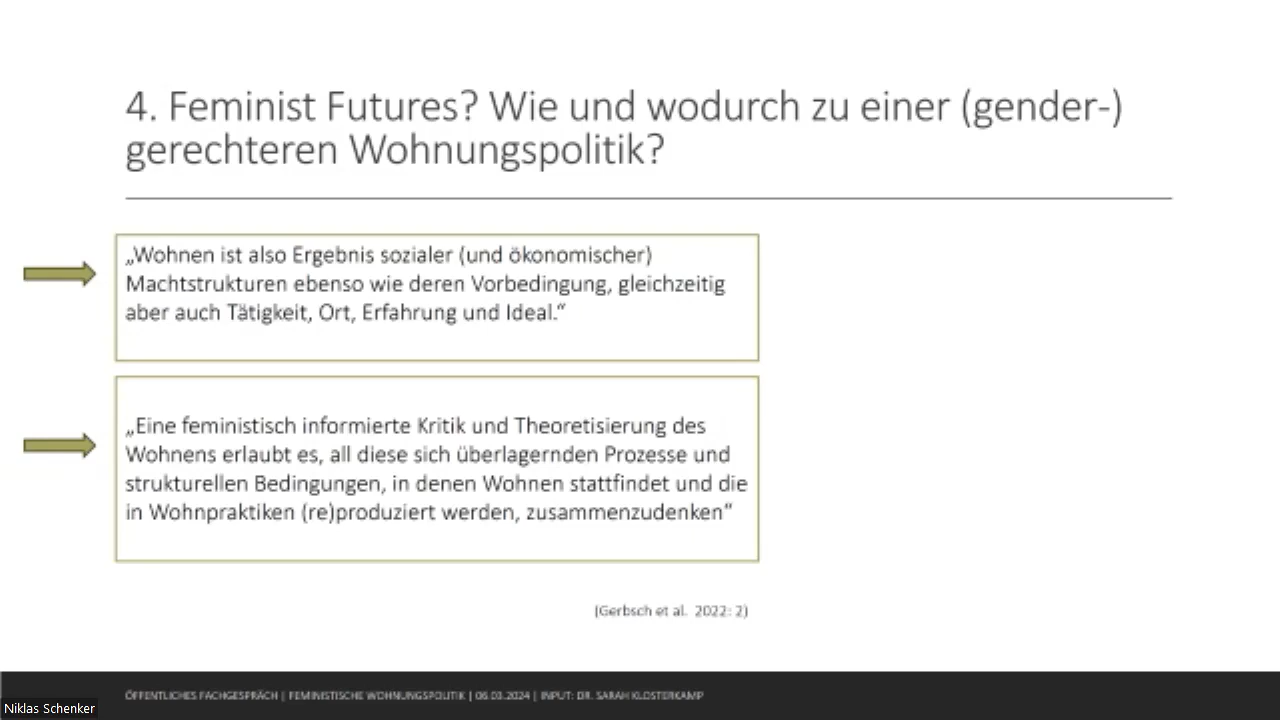 4. Feminist Futures? Wie und wodurch zu einer (gender-)
gerechteren Wohnungspolitik?
„Wohnen ist also Ergebnis sozialer (und ökonomischer)
Machtstrukturen ebenso wie deren Vorbedingung, gleichzeitig
aber auch Tätigkeit, Ort, Erfahrung und Ideal.“
„Eine feministisch informierte Kritik und Theoretisierung des
Wohnens erlaubt es, all diese sich überlagernden Prozesse und
strukturellen Bedingungen, in denen Wohnen stattfindet und die
in Wohnpraktiken (re)produziert werden, zusammenzudenken“
(Gerbsch et al. 2022: 2)
ÖFFENTLICHES FACHGESPRÄCH | FEMINISTISCHE WOHNUNGSPOLITIK | 06.03.2024 | INPUT: DR. SARAH KLOSTERKAMP
Niklas Schenker